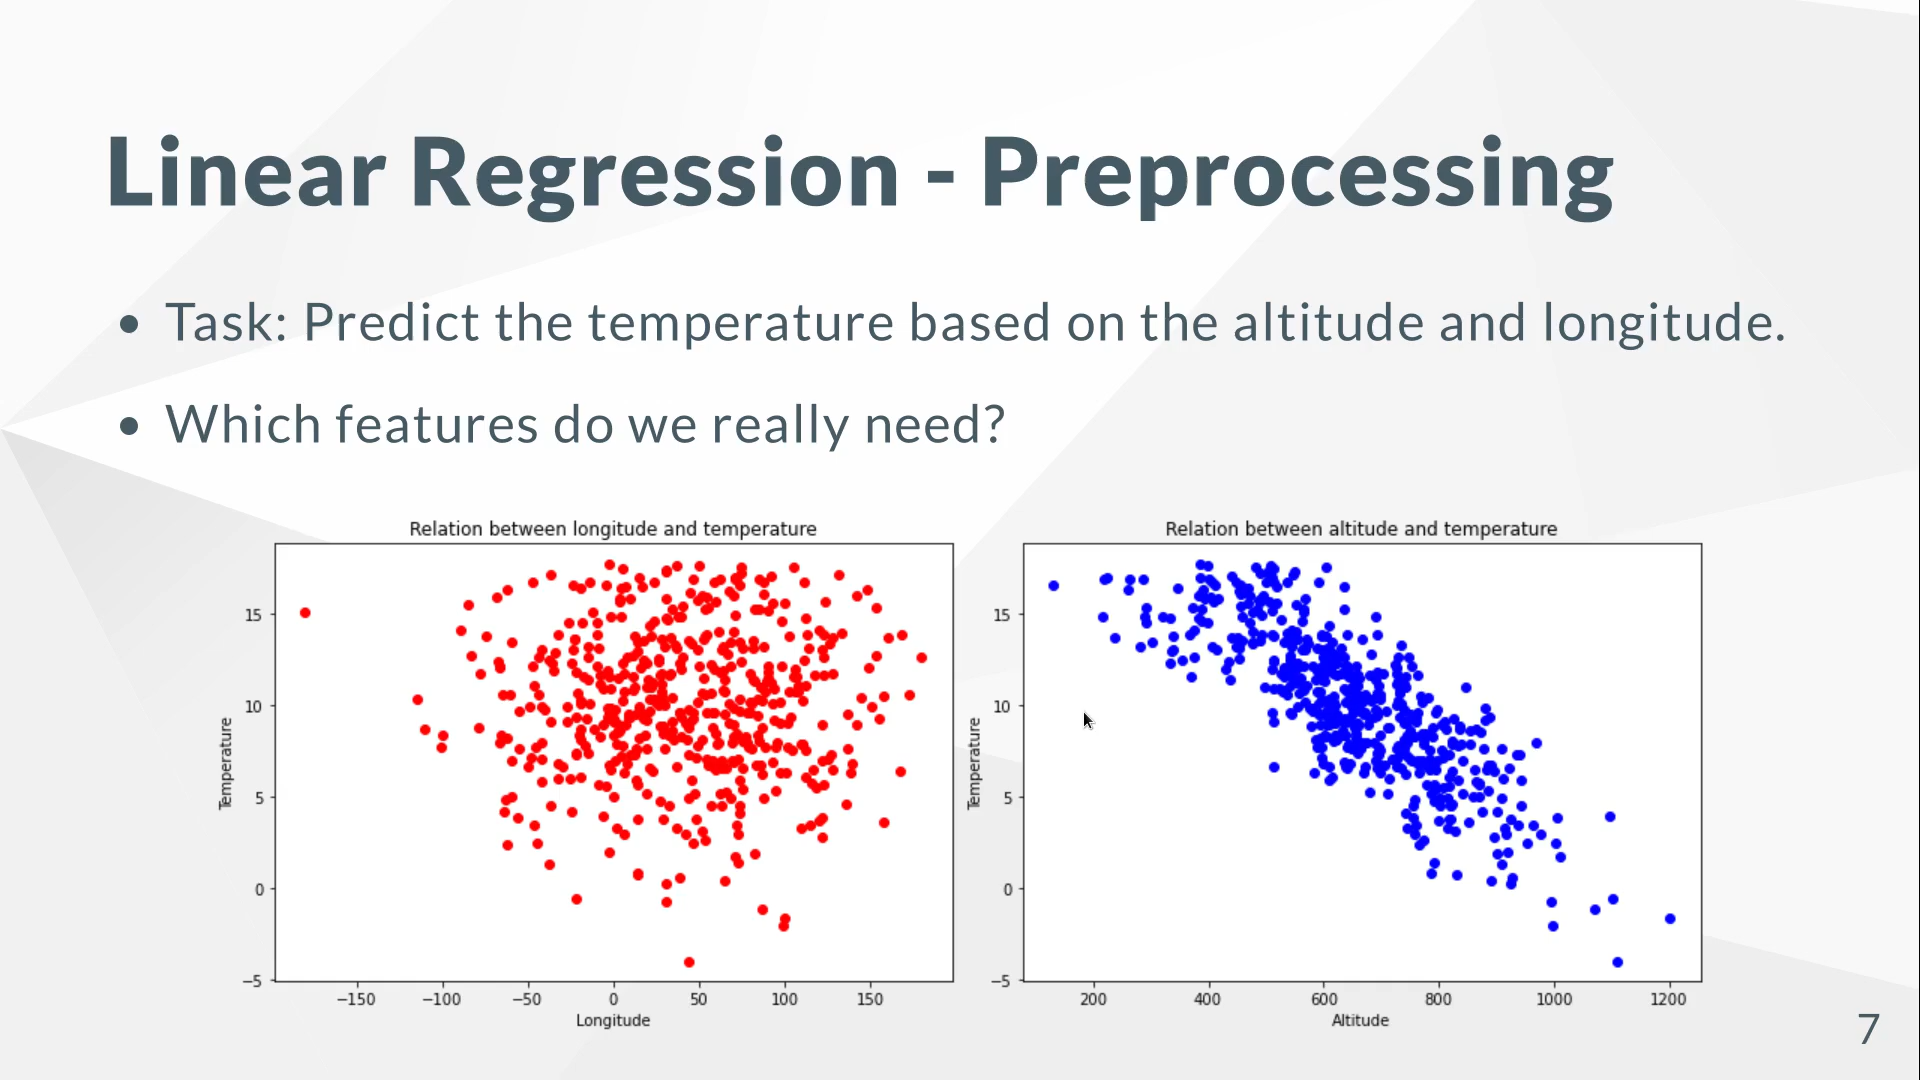 Linear Regression - Preprocessing
• Task: Predict the temperature based on the altitude and longitude.
• Which features do we really need?
Relation between longitude and temperature
Temperature
15
10
5
0
−5
−150 −100 −50 0 50 100 150
Longitude
Relation between altitude and temperature
Temperature
15
10
5
0
−5
200 400 600 800 1000 1200
Altitude
7